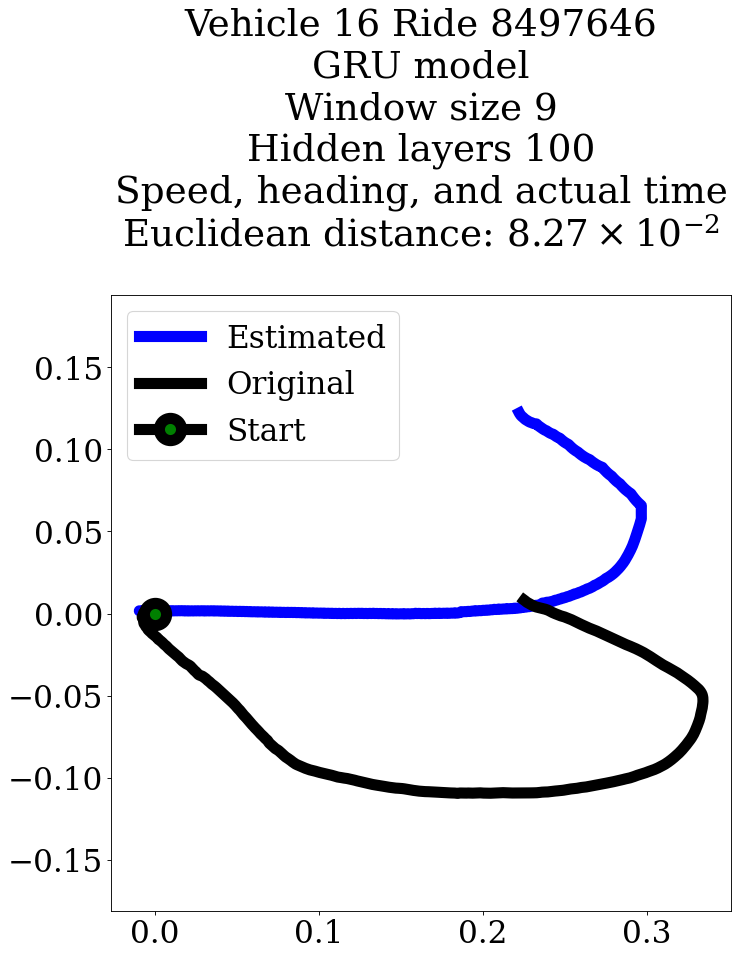 Vehicle 16 Ride 8497646
GRU model
Window size 9
Hidden layers 100
Speed, heading, and actual time
Euclidean distance: 8.27 × 10⁻²
Estimated
Original
Start
0.15
0.10
0.05
0.00
−0.05
−0.10
−0.15
0.0 0.1 0.2 0.3